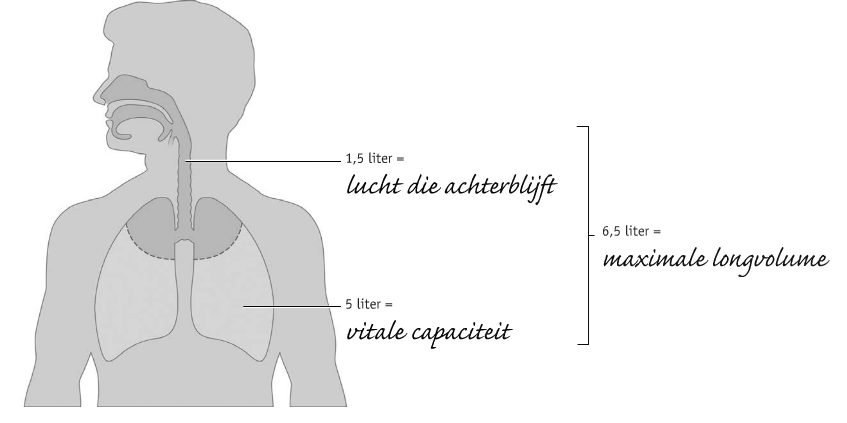 1,5 liter =
lucht die achterblijft
6,5 liter =
maximale longvolume
5 liter =
vitale capaciteit